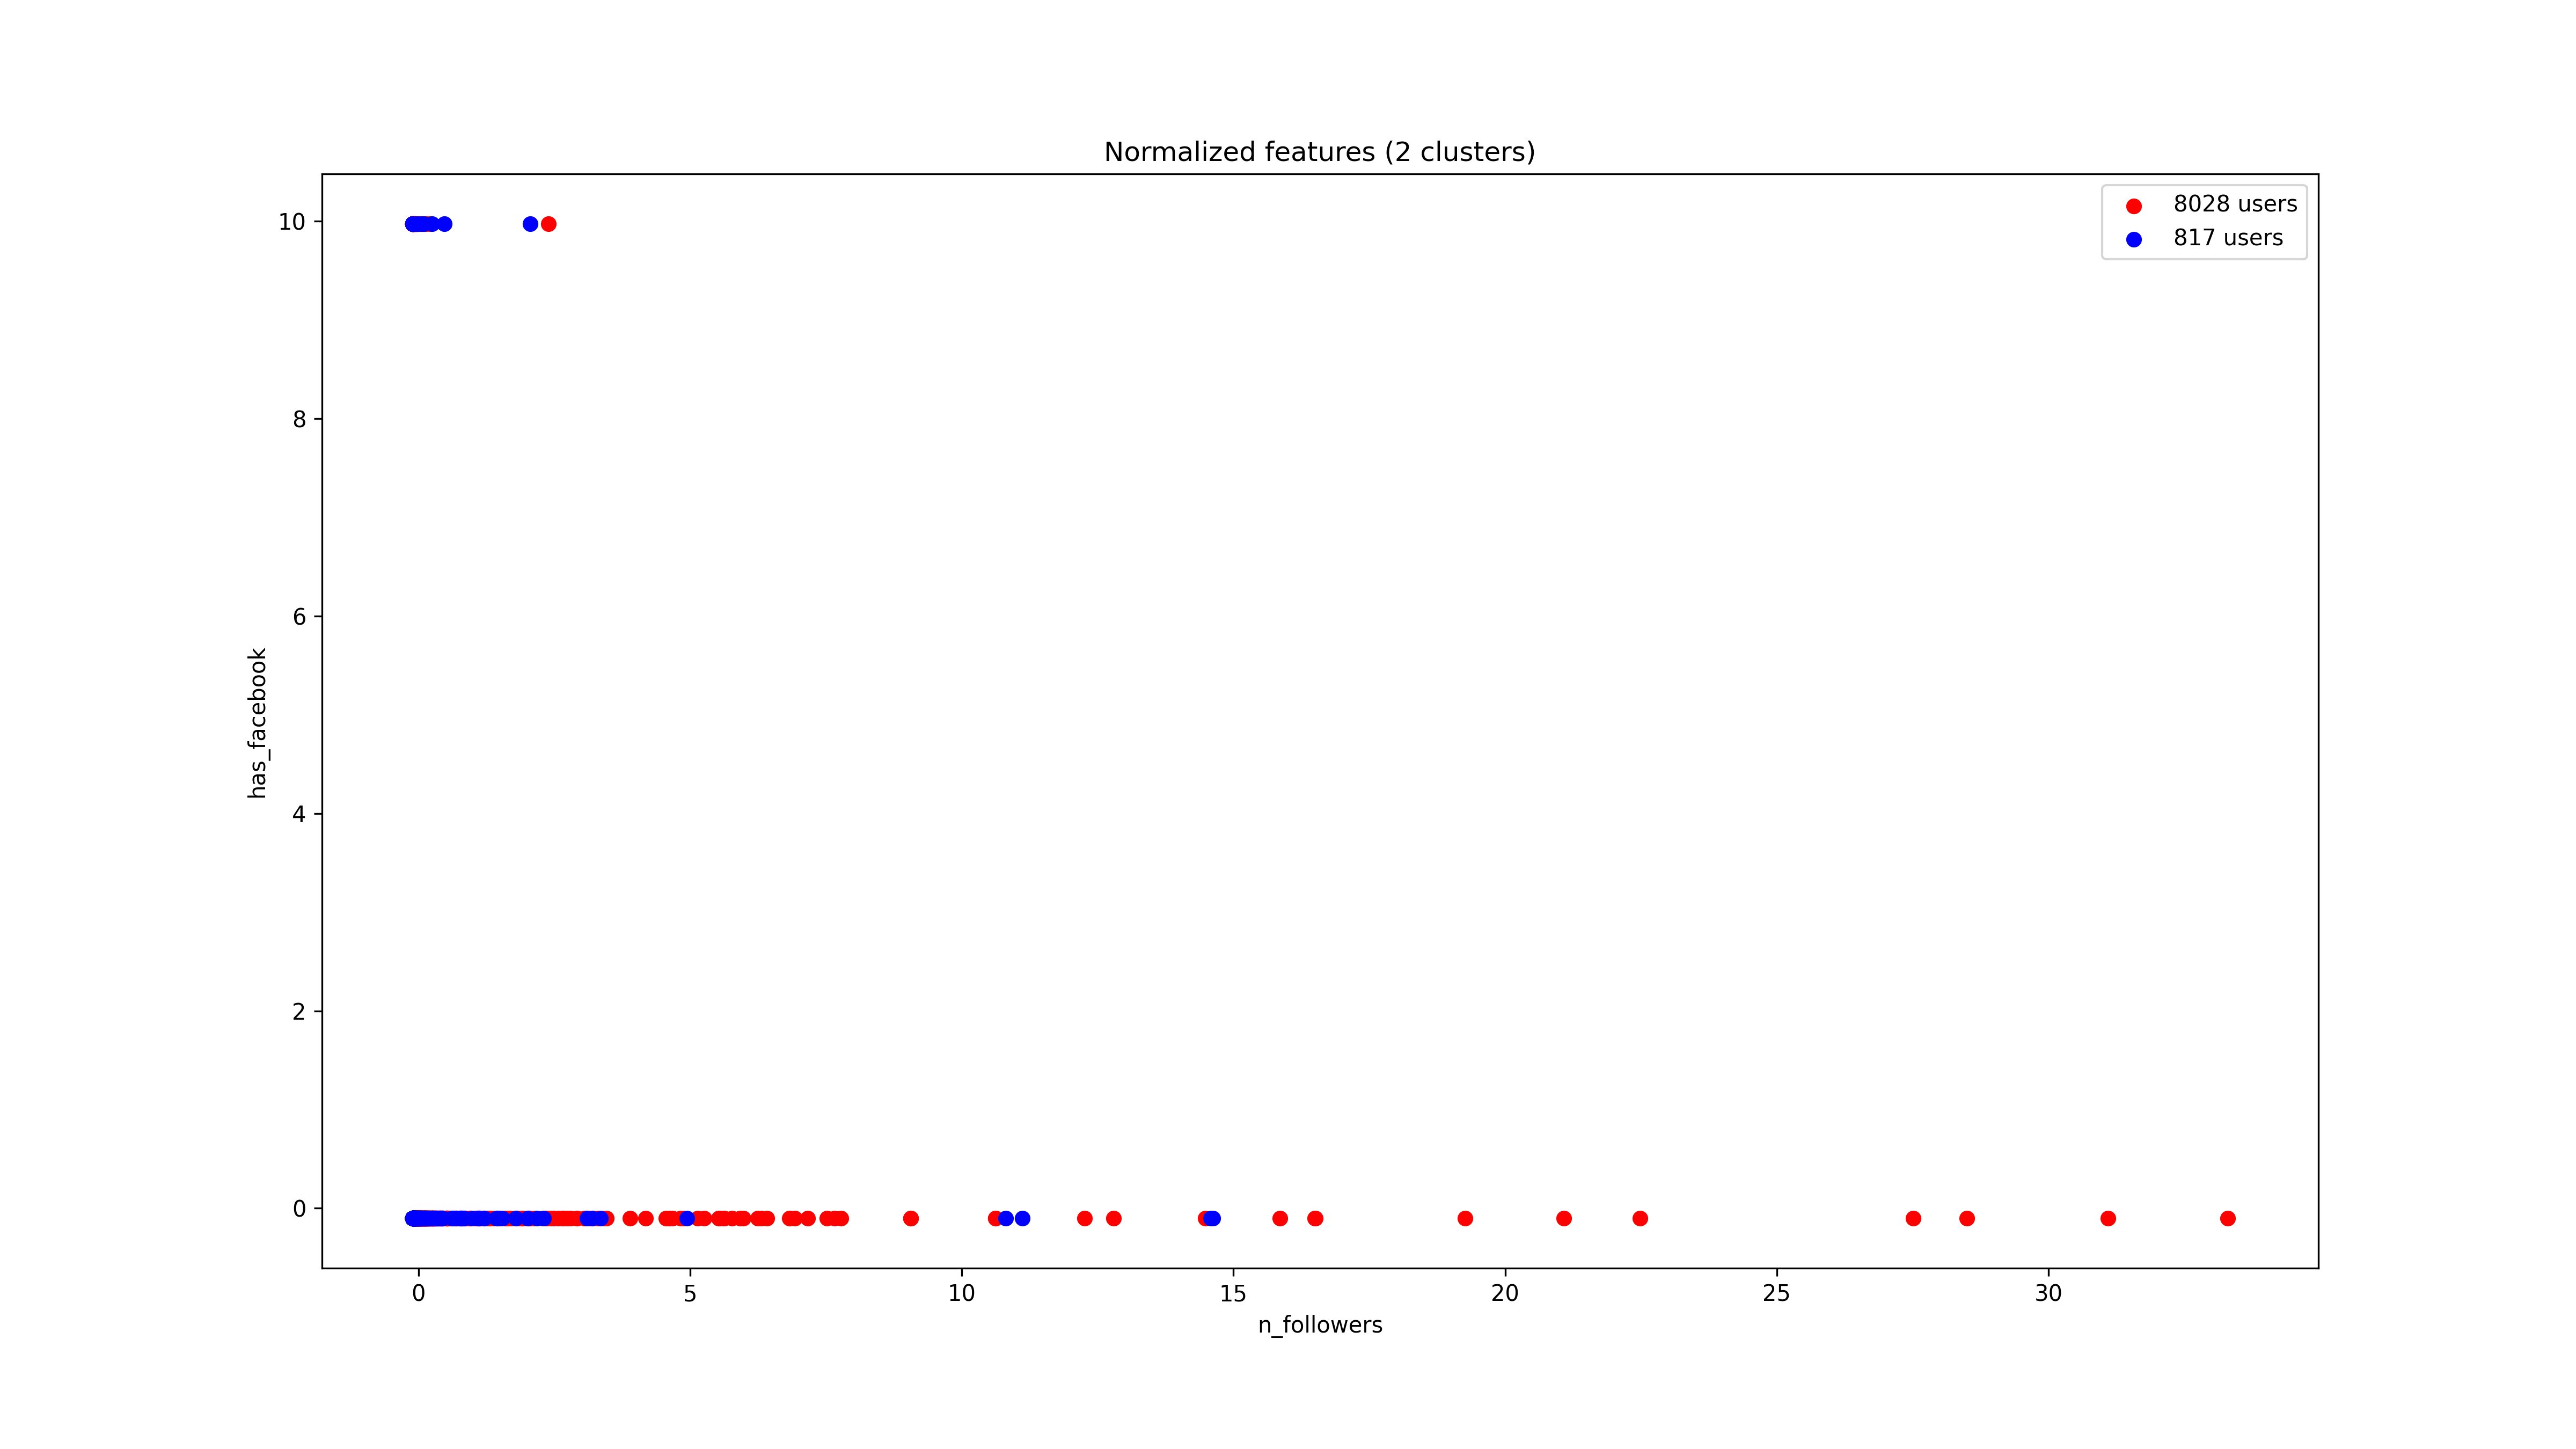 Normalized features (2 clusters)
8028 users
817 users
10
8
6
4
2
0
has_facebook
0 5 10 15 20 25 30
n_followers